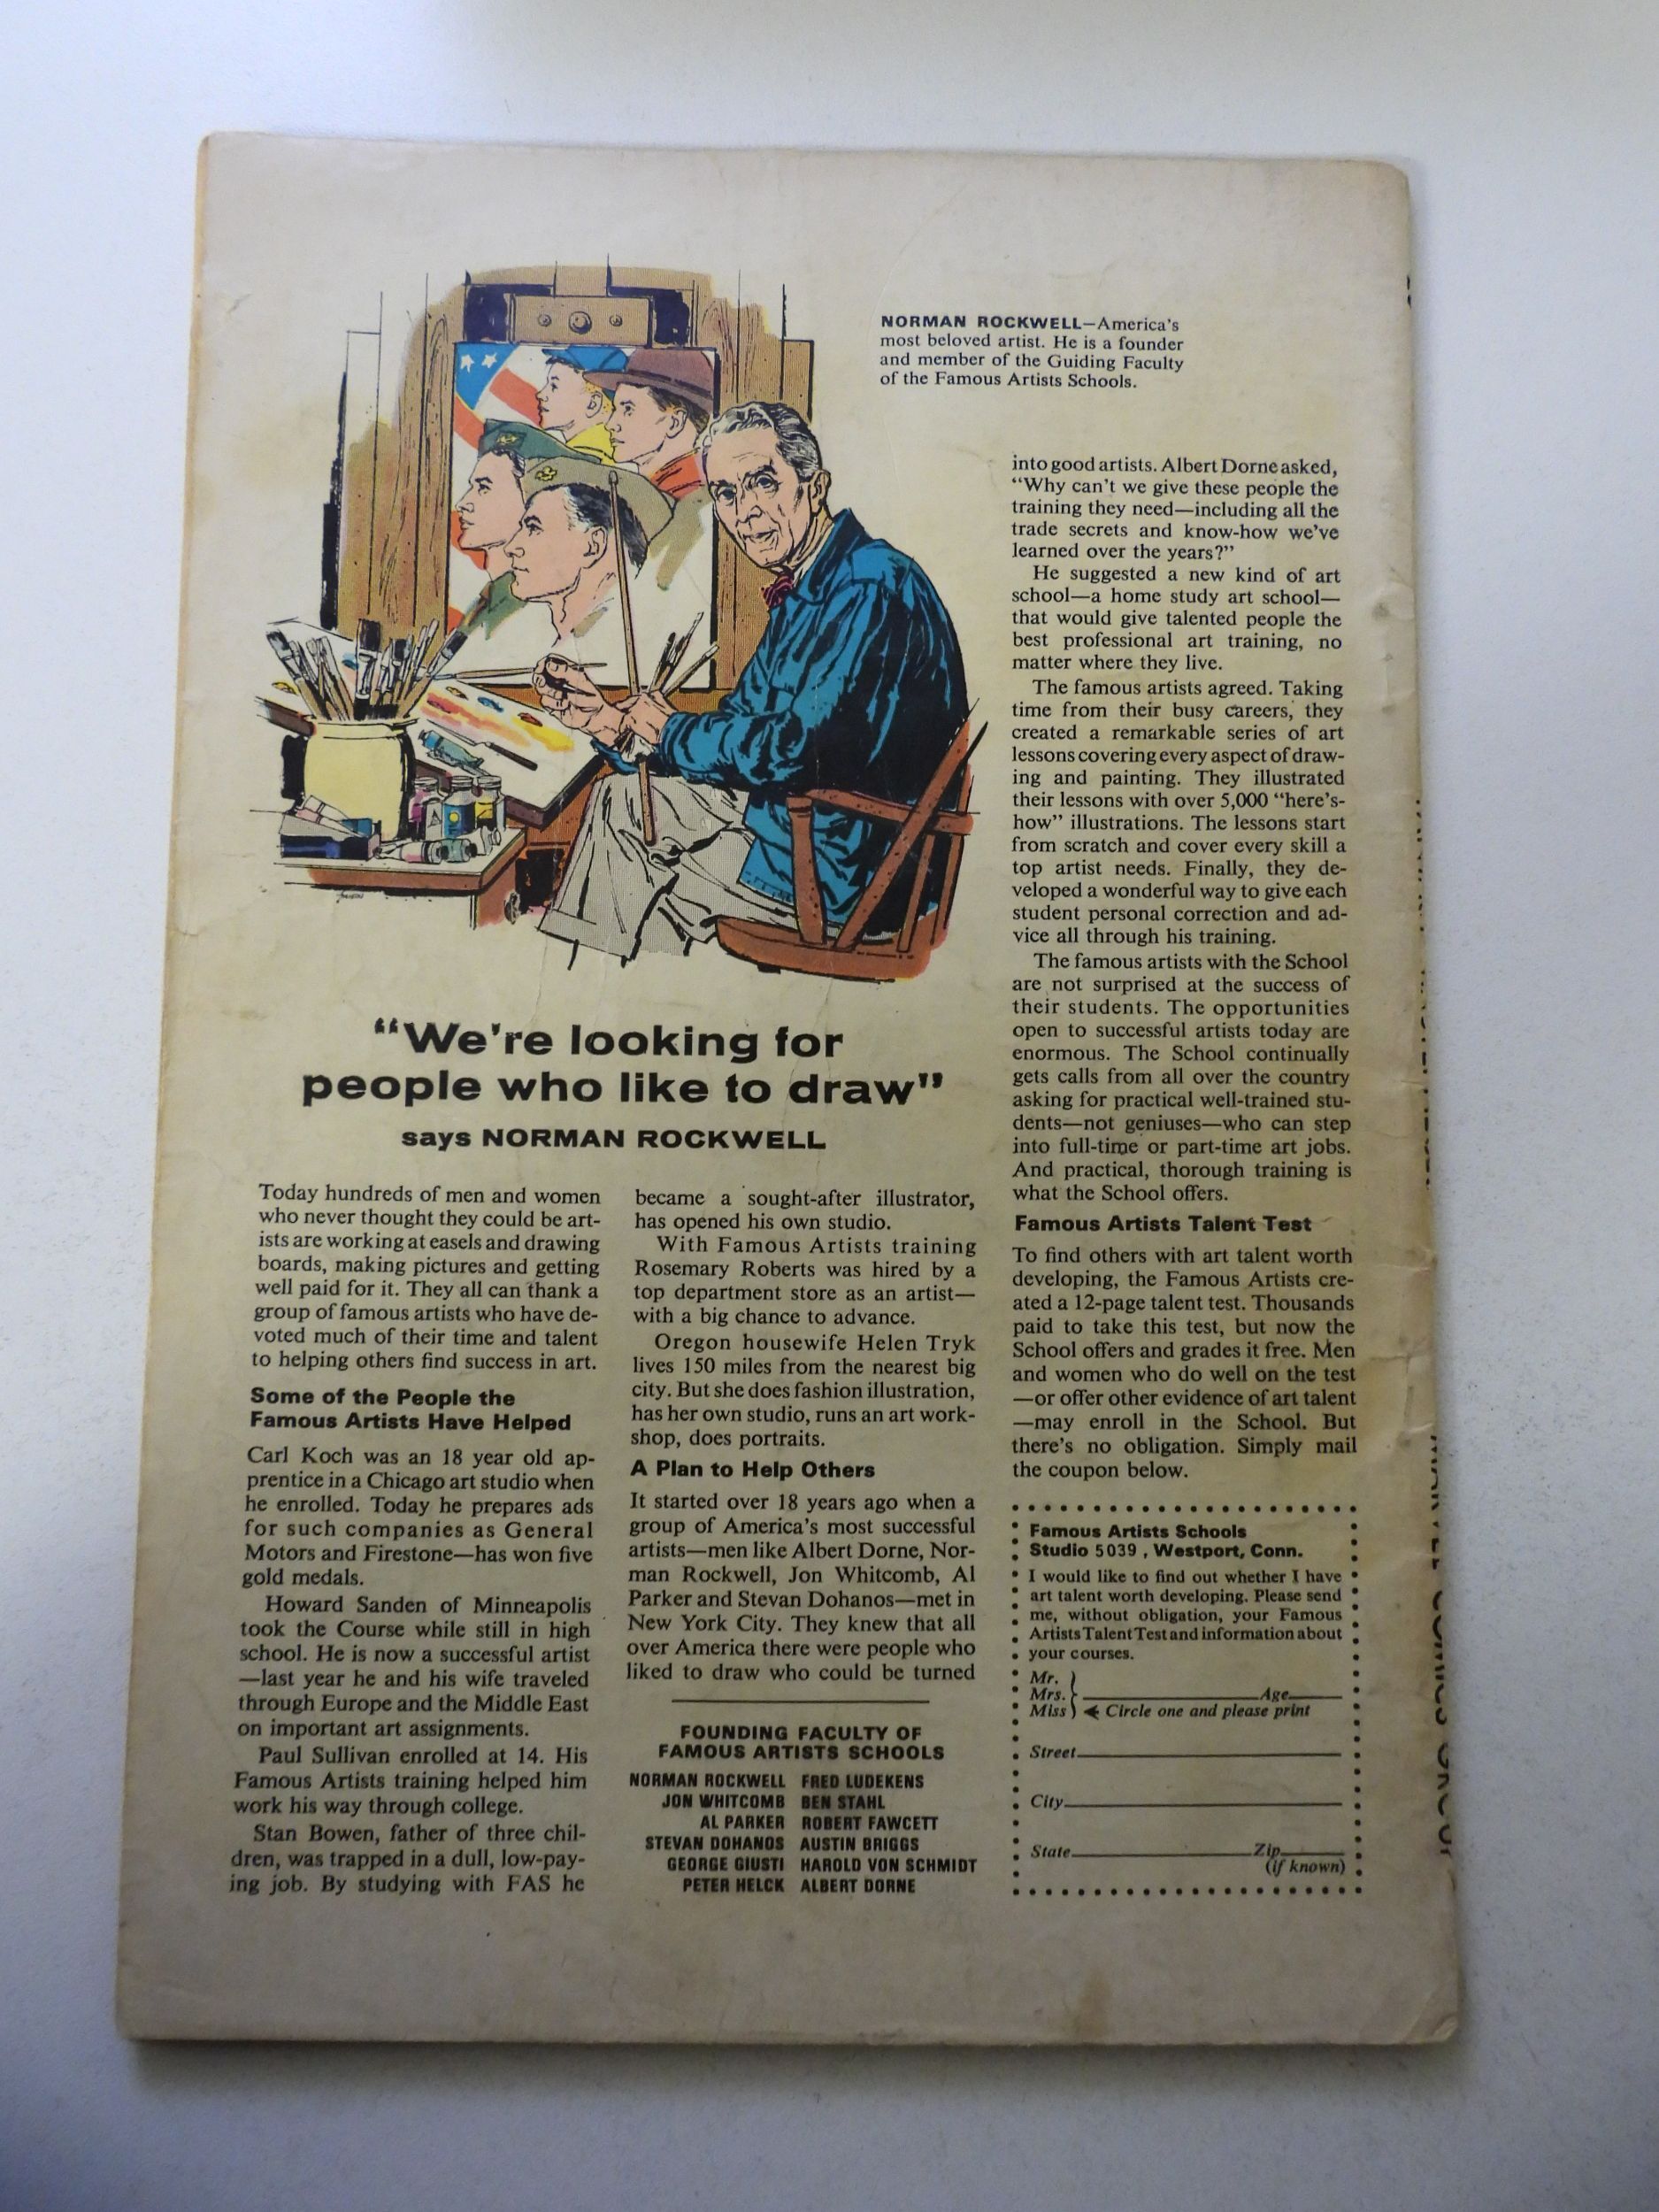 NORMAN ROCKWELL—America's
most beloved artist. He is a founder
and member of the Guiding Faculty
of the Famous Artists Schools.
"We're looking for
people who like to draw"
says NORMAN ROCKWELL
Today hundreds of men and women
who never thought they could be art-
ists are working at easels and drawing
boards, making pictures and getting
well paid for it. They all can thank a
group of famous artists who have de-
voted much of their time and talent
to helping others find success in art.
Some of the People the
Famous Artists Have Helped
Carl Koch was an 18 year old ap-
prentice in a Chicago art studio when
he enrolled. Today he prepares ads
for such companies as General
Motors and Firestone—has won five
gold medals.
Howard Sanden of Minneapolis
took the Course while still in high
school. He is now a successful artist
—last year he and his wife traveled
through Europe and the Middle East
on important art assignments.
Paul Sullivan enrolled at 14. His
Famous Artists training helped him
work his way through college.
Stan Bowen, father of three chil-
dren, was trapped in a dull, low-pay-
ing job. By studying with FAS he
became a sought-after illustrator,
has opened his own studio.
With Famous Artists training
Rosemary Roberts was hired by a
top department store as an artist—
with a big chance to advance.
Oregon housewife Helen Tryk
lives 150 miles from the nearest big
city. But she does fashion illustration,
has her own studio, runs an art work-
shop, does portraits.
A Plan to Help Others
It started over 18 years ago when a
group of America's most successful
artists—men like Albert Dorne, Nor-
man Rockwell, Jon Whitcomb, Al
Parker and Stevan Dohanos—met in
New York City. They knew that all
over America there were people who
liked to draw who could be turned
FOUNDING FACULTY OF
FAMOUS ARTISTS SCHOOLS
NORMAN ROCKWELL FRED LUDEKENS
JON WHITCOMB BEN STAHL
AL PARKER ROBERT FAWCETT
STEVAN DOHANOS AUSTIN BRIGGS
GEORGE GIUSTI HAROLD VON SCHMIDT
PETER HELCK ALBERT DORNE
into good artists. Albert Dorne asked,
"Why can't we give these people the
training they need—including all the
trade secrets and know-how we've
learned over the years?"
He suggested a new kind of art
school—a home study art school—
that would give talented people the
best professional art training, no
matter where they live.
The famous artists agreed. Taking
time from their busy careers, they
created a remarkable series of art
lessons covering every aspect of draw-
ing and painting. They illustrated
their lessons with over 5,000 "here's-
how" illustrations. The lessons start
from scratch and cover every skill a
top artist needs. Finally, they de-
veloped a wonderful way to give each
student personal correction and ad-
vice all through his training.
The famous artists with the School
are not surprised at the success of
their students. The opportunities
open to successful artists today are
enormous. The School continually
gets calls from all over the country
asking for practical well-trained stu-
dents—not geniuses—who can step
into full-time or part-time art jobs.
And practical, thorough training is
what the School offers.
Famous Artists Talent Test
To find others with art talent worth
developing, the Famous Artists cre-
ated a 12-page talent test. Thousands
paid to take this test, but now the
School offers and grades it free. Men
and women who do well on the test
—or offer other evidence of art talent
—may enroll in the School. But
there's no obligation. Simply mail
the coupon below.
Famous Artists Schools
Studio 5039 , Westport, Conn.
I would like to find out whether I have
art talent worth developing. Please send
me, without obligation, your Famous
Artists Talent Test and information about
your courses.
Mr.
Mrs. Age
Miss Circle one and please print
Street
City
State Zip
(if known)